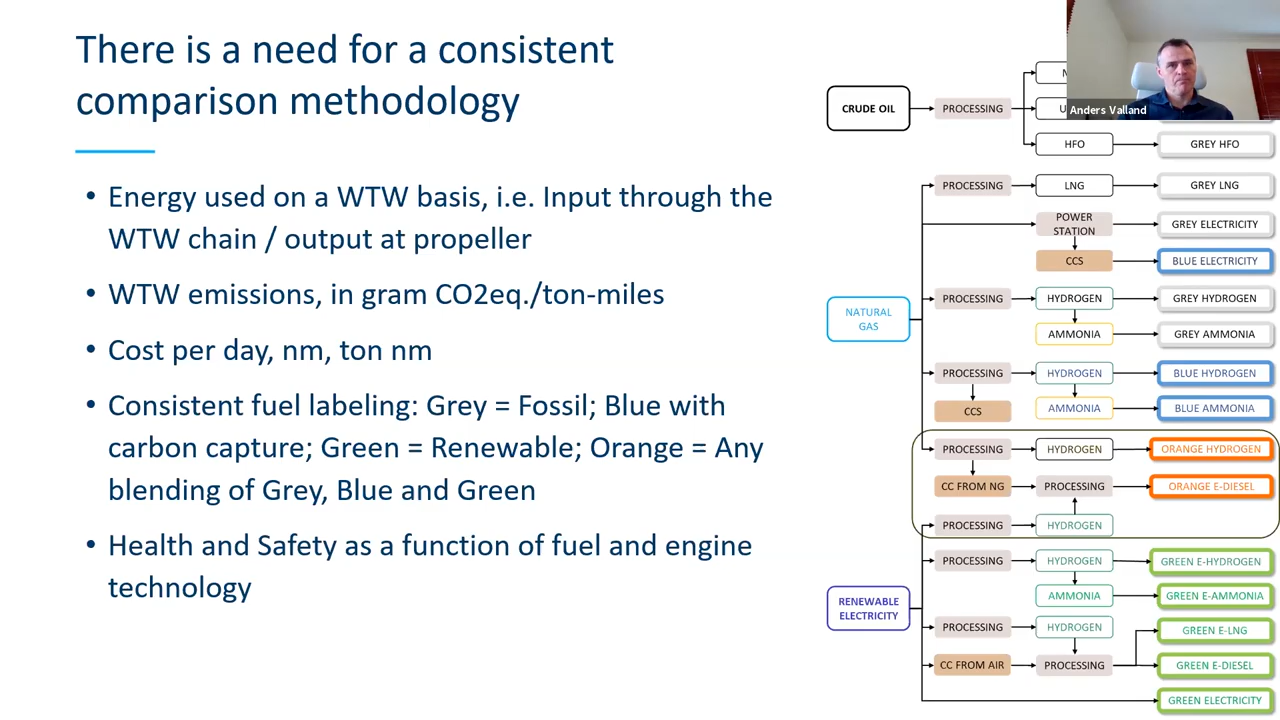 There is a need for a consistent
comparison methodology
• Energy used on a WTW basis, i.e. Input through the
WTW chain / output at propeller
• WTW emissions, in gram CO2eq./ton-miles
• Cost per day, nm, ton nm
• Consistent fuel labeling: Grey = Fossil; Blue with
carbon capture; Green = Renewable; Orange = Any
blending of Grey, Blue and Green
• Health and Safety as a function of fuel and engine
technology
Anders Valland
CRUDE OIL
PROCESSING
HFO
GREY HFO
PROCESSING
LNG
GREY LNG
POWER
STATION
GREY ELECTRICITY
CCS
BLUE ELECTRICITY
NATURAL
GAS
PROCESSING
HYDROGEN
GREY HYDROGEN
AMMONIA
GREY AMMONIA
PROCESSING
HYDROGEN
BLUE HYDROGEN
CCS
AMMONIA
BLUE AMMONIA
PROCESSING
HYDROGEN
ORANGE HYDROGEN
CC FROM NG
PROCESSING
ORANGE E-DIESEL
PROCESSING
HYDROGEN
RENEWABLE
ELECTRICITY
PROCESSING
HYDROGEN
GREEN E-HYDROGEN
AMMONIA
GREEN E-AMMONIA
PROCESSING
HYDROGEN
GREEN E-LNG
CC FROM AIR
PROCESSING
GREEN E-DIESEL
GREEN ELECTRICITY